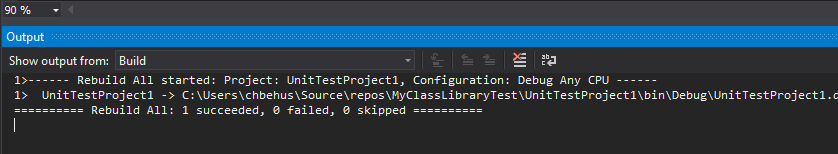 90 %
Output
Show output from: Build
1>------ Rebuild All started: Project: UnitTestProject1, Configuration: Debug Any CPU ------
1>  UnitTestProject1 -> C:\Users\chbehus\Source\repos\MyClassLibraryTest\UnitTestProject1\bin\Debug\UnitTestProject1.d
========== Rebuild All: 1 succeeded, 0 failed, 0 skipped ==========